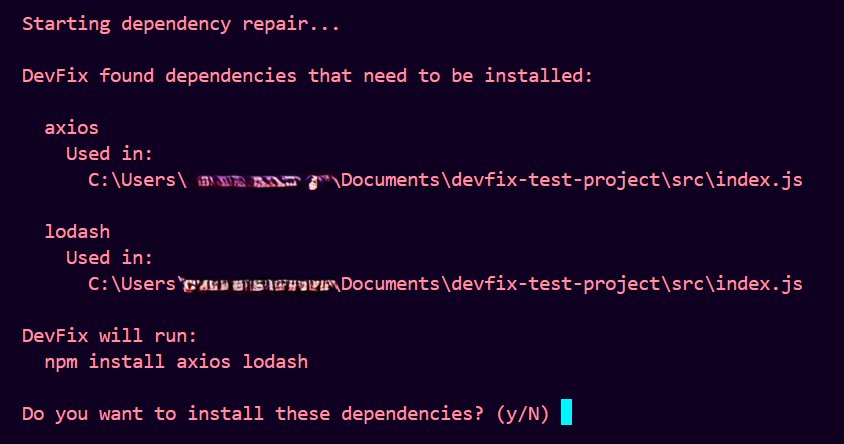 Starting dependency repair...
DevFix found dependencies that need to be installed:
axios
Used in:
C:\Users\ \Documents\devfix-test-project\src\index.js
lodash
Used in:
C:\Users \Documents\devfix-test-project\src\index.js
DevFix will run:
npm install axios lodash
Do you want to install these dependencies? (y/N)